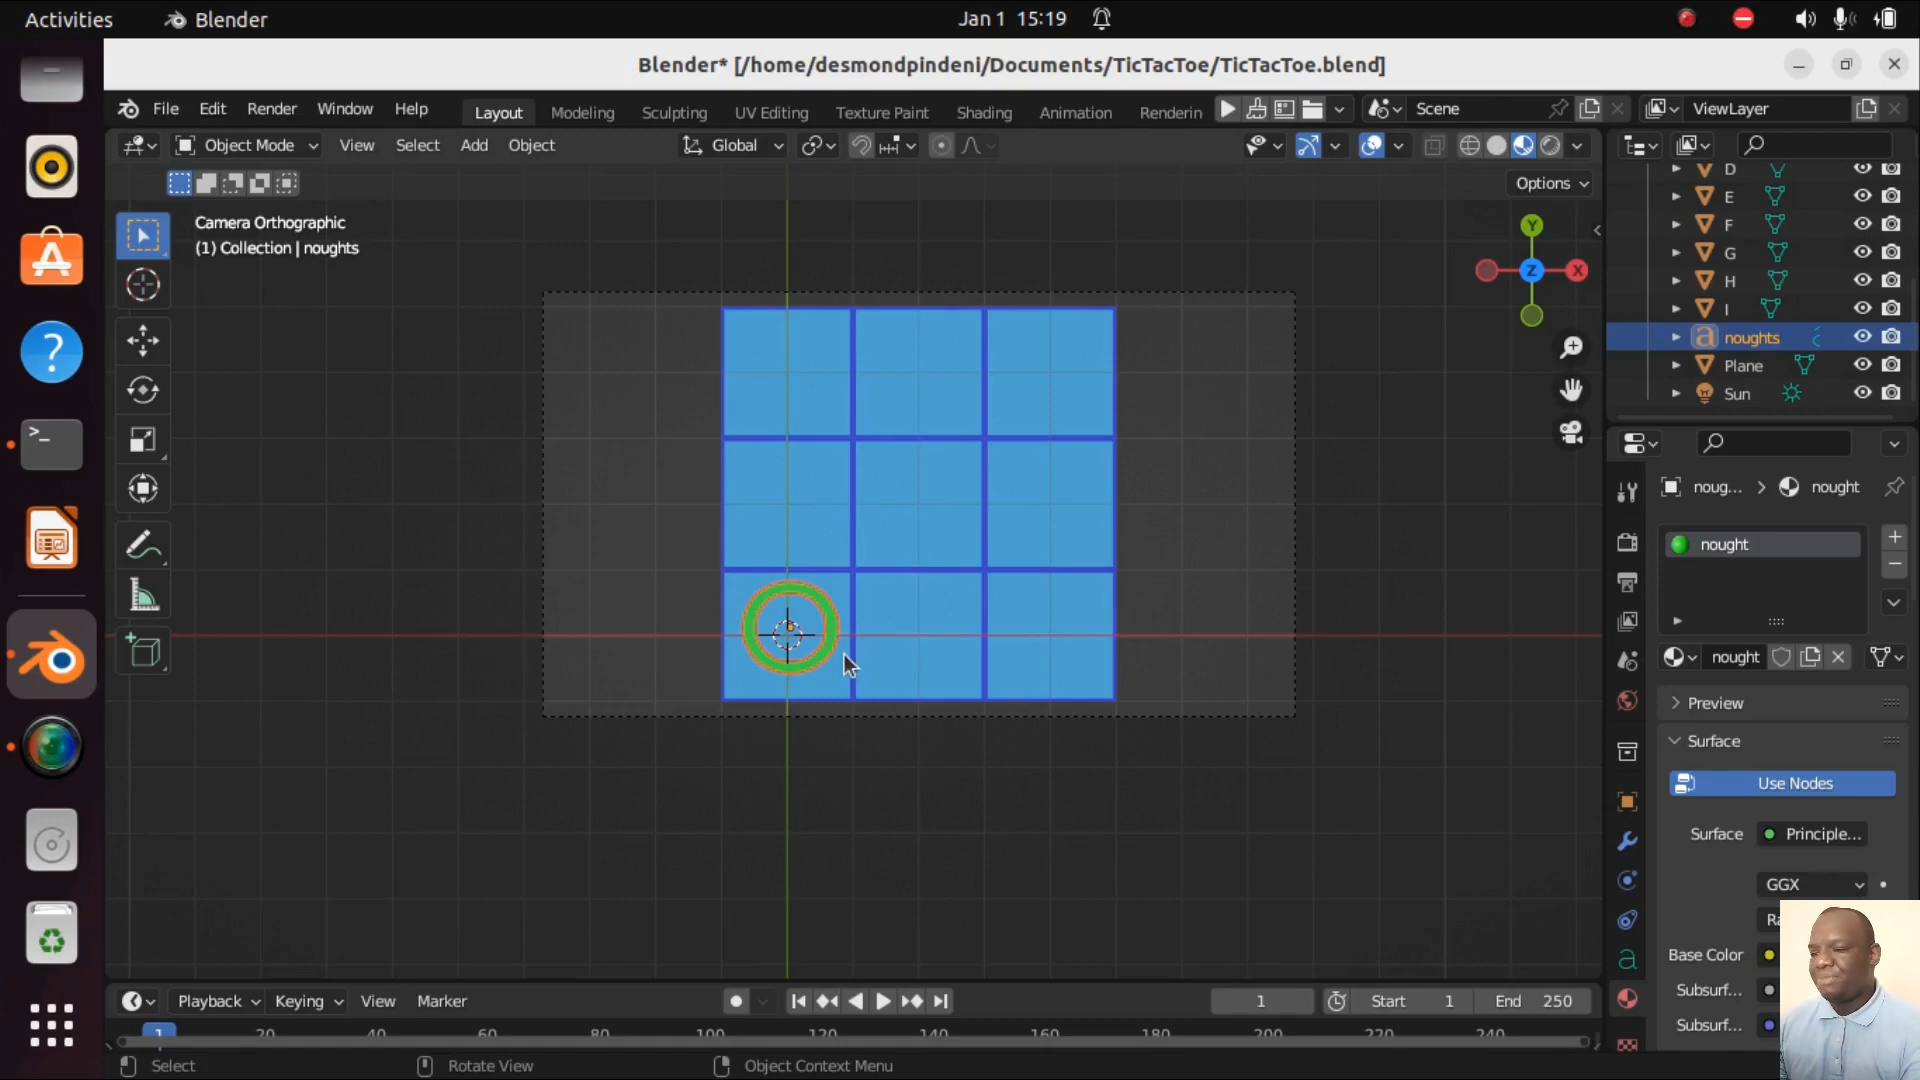 Activities
Blender
Jan 1 15:19
Blender* [/home/desmondpindeni/Documents/TicTacToe/TicTacToe.blend]
File Edit Render Window Help
Layout Modeling Sculpting UV Editing Texture Paint Shading Animation Renderin
Scene
ViewLayer
Object Mode View Select Add Object
Global
Options
Camera Orthographic
(1) Collection | noughts
Y
Z
X
D
E
F
G
H
I
a noughts
Plane
Sun
noug... > nought
nought
nought
Preview
Surface
Use Nodes
Surface Principle...
GGX
Ra
Base Color
Subsurf...
Subsurf...
Playback Keying View Marker
1
Start 1 End 250
1 20 40 60 80 100 120 140 160 180 200 220 240
Select Rotate View Object Context Menu